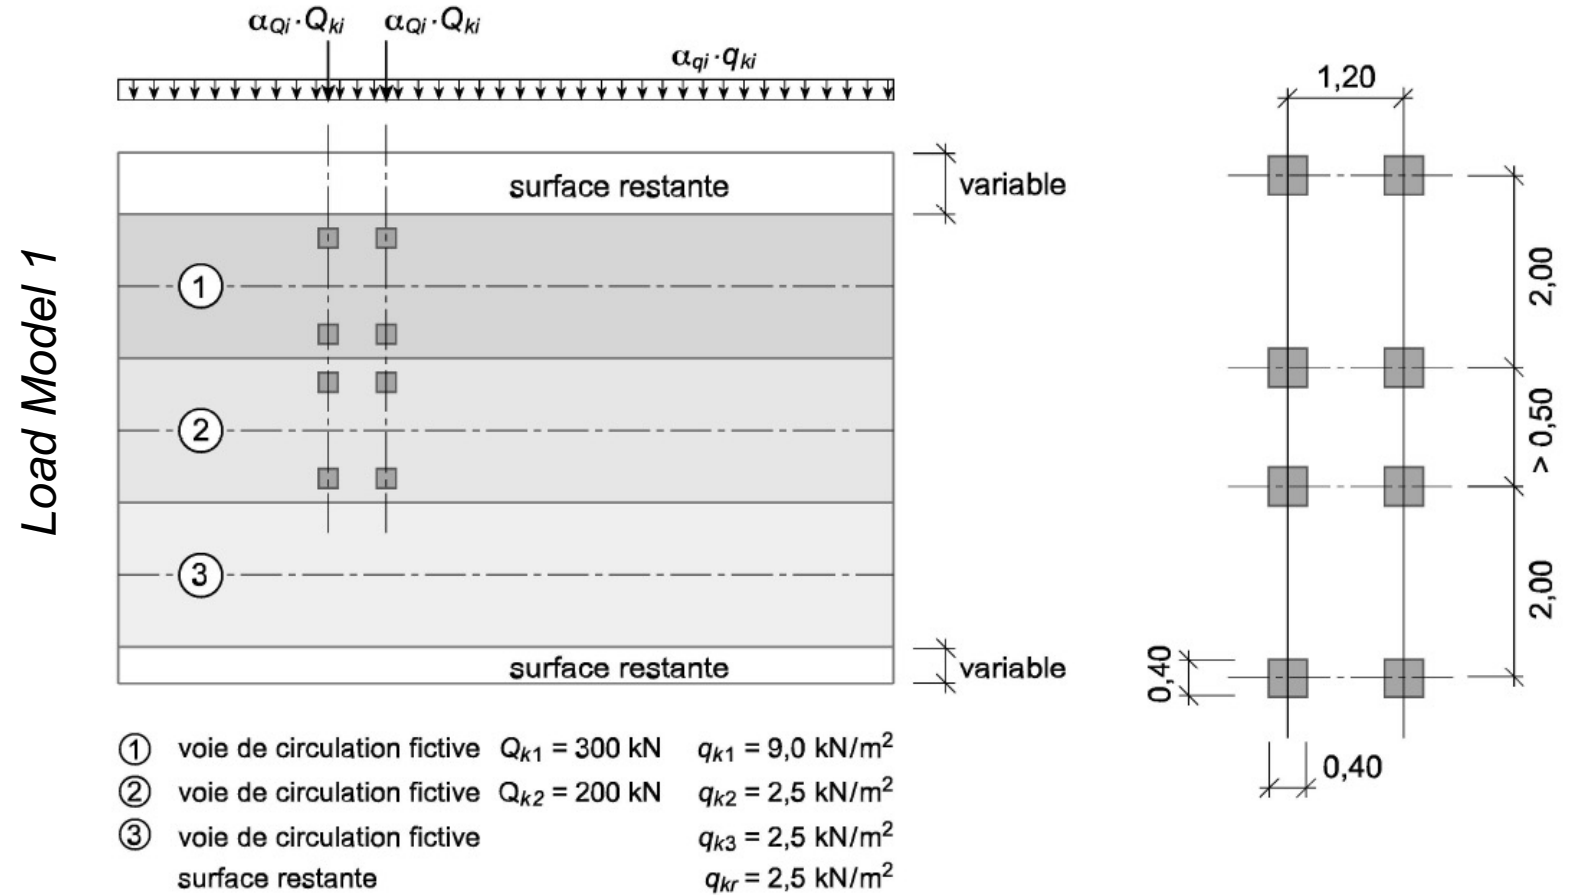 Load Model 1
αQi·Qki αQi·Qki
αqi·qki
surface restante
variable
1
2
3
surface restante
variable
1 voie de circulation fictive Qk1 = 300 kN qk1 = 9,0 kN/m²
2 voie de circulation fictive Qk2 = 200 kN qk2 = 2,5 kN/m²
3 voie de circulation fictive qk3 = 2,5 kN/m²
surface restante qkr = 2,5 kN/m²
1,20
2,00
> 0,50
2,00
0,40
0,40